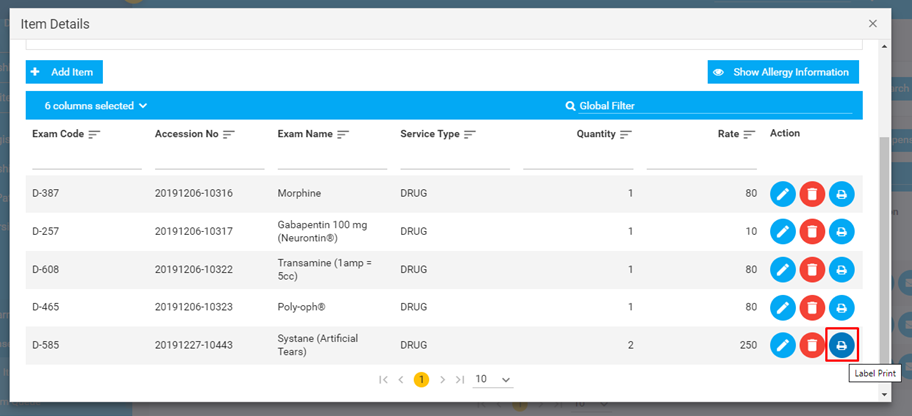 Item Details
Add Item
Show Allergy Information
6 columns selected
Global Filter
Exam Code Accession No Exam Name Service Type Quantity Rate Action
D-387 20191206-10316 Morphine DRUG 1 80
D-257 20191206-10317 Gabapentin 100 mg (Neurontin®) DRUG 1 10
D-608 20191206-10322 Transamine (1amp = 5cc) DRUG 1 80
D-465 20191206-10323 Poly-oph® DRUG 1 80
D-585 20191227-10443 Systane (Artificial Tears) DRUG 2 250
1 10
Label Print